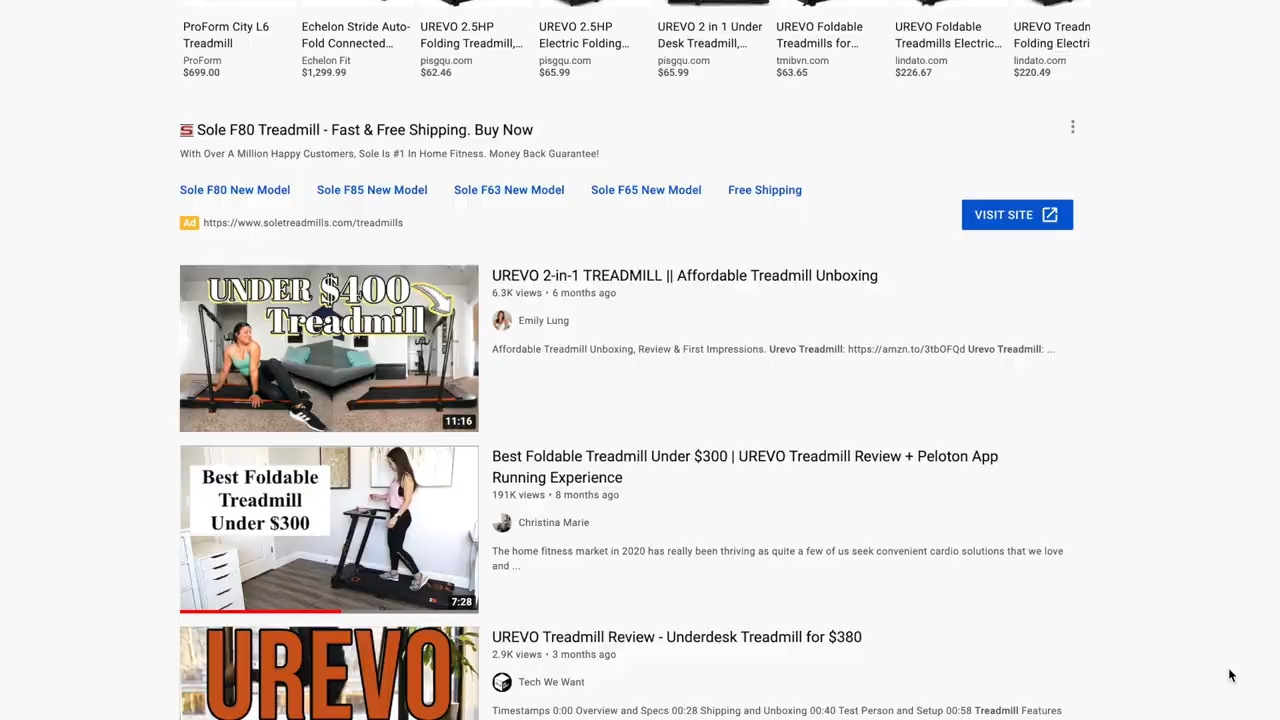 ProForm City L6
Treadmill
ProForm
$699.00
Echelon Stride Auto-
Fold Connected...
Echelon Fit
$1,299.99
UREVO 2.5HP
Folding Treadmill,...
pisgqu.com
$62.46
UREVO 2.5HP
Electric Folding...
pisgqu.com
$65.99
UREVO 2 in 1 Under
Desk Treadmill,...
pisgqu.com
$65.99
UREVO Foldable
Treadmills for...
tmibvn.com
$63.65
UREVO Foldable
Treadmills Electric...
lindato.com
$226.67
UREVO Treadn
Folding Electri
lindato.com
$220.49
S Sole F80 Treadmill - Fast & Free Shipping. Buy Now
With Over A Million Happy Customers, Sole Is #1 In Home Fitness. Money Back Guarantee!
Sole F80 New Model Sole F85 New Model Sole F63 New Model Sole F65 New Model Free Shipping
Ad https://www.soletreadmills.com/treadmills
VISIT SITE
UNDER $400
Treadmill
11:16
UREVO 2-in-1 TREADMILL || Affordable Treadmill Unboxing
6.3K views • 6 months ago
Emily Lung
Affordable Treadmill Unboxing, Review & First Impressions. Urevo Treadmill: https://amzn.to/3tbOFQd Urevo Treadmill: ...
Best Foldable
Treadmill
Under $300
7:28
Best Foldable Treadmill Under $300 | UREVO Treadmill Review + Peloton App
Running Experience
191K views • 8 months ago
Christina Marie
The home fitness market in 2020 has really been thriving as quite a few of us seek convenient cardio solutions that we love
and ...
UREVO
UREVO Treadmill Review - Underdesk Treadmill for $380
2.9K views • 3 months ago
Tech We Want
Timestamps 0:00 Overview and Specs 00:28 Shipping and Unboxing 00:40 Test Person and Setup 00:58 Treadmill Features